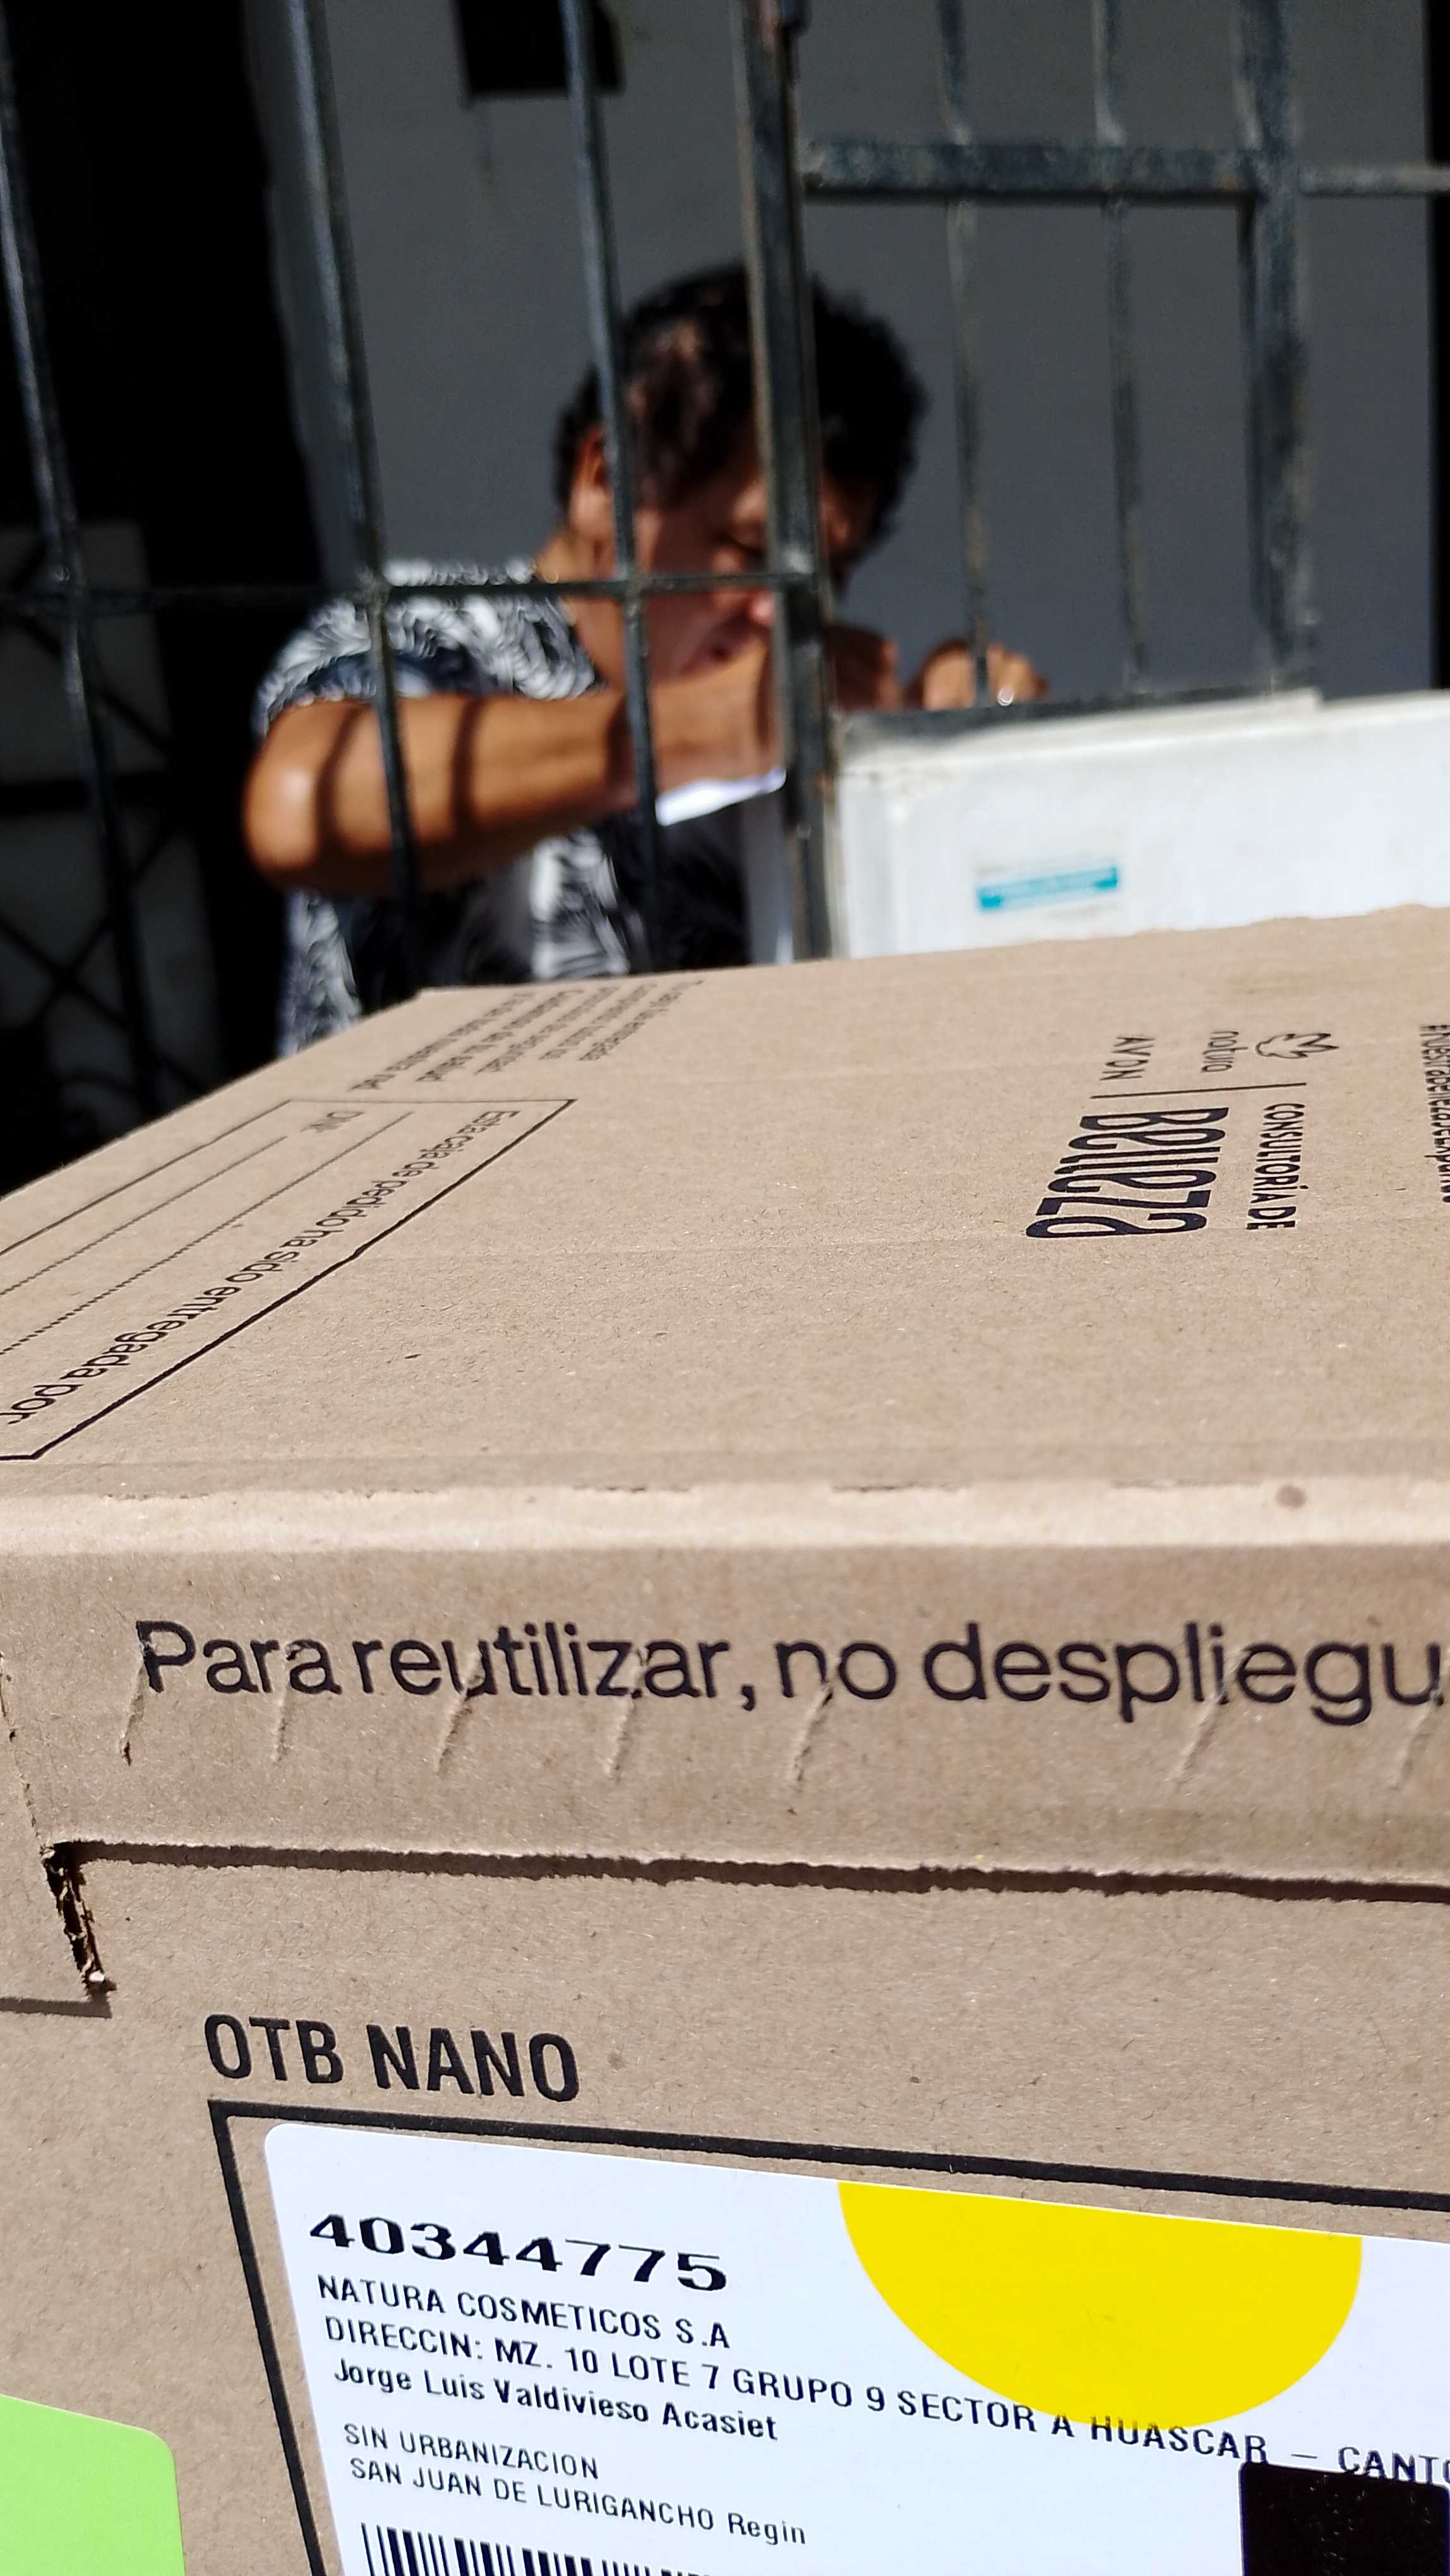 natura
AVON
CONSULTORÍA DE
Belleza
Esta caja de pedido ha sido entregada por
DNI
Para reutilizar, no despliegu
OTB NANO
40344775
NATURA COSMETICOS S.A
DIRECCIN: MZ. 10 LOTE 7 GRUPO 9 SECTOR A HUASCAR – CANTO
Jorge Luis Valdivieso Acasiet
SIN URBANIZACION
SAN JUAN DE LURIGANCHO Regin